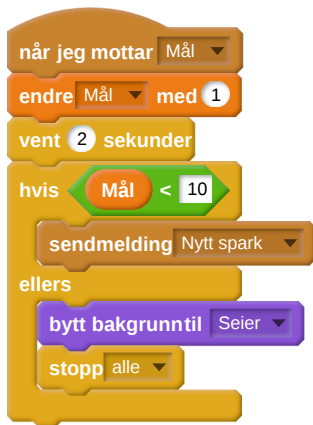 når jeg mottar Mål
endre Mål med 1
vent 2 sekunder
hvis Mål < 10
sendmelding Nytt spark
ellers
bytt bakgrunntil Seier
stopp alle